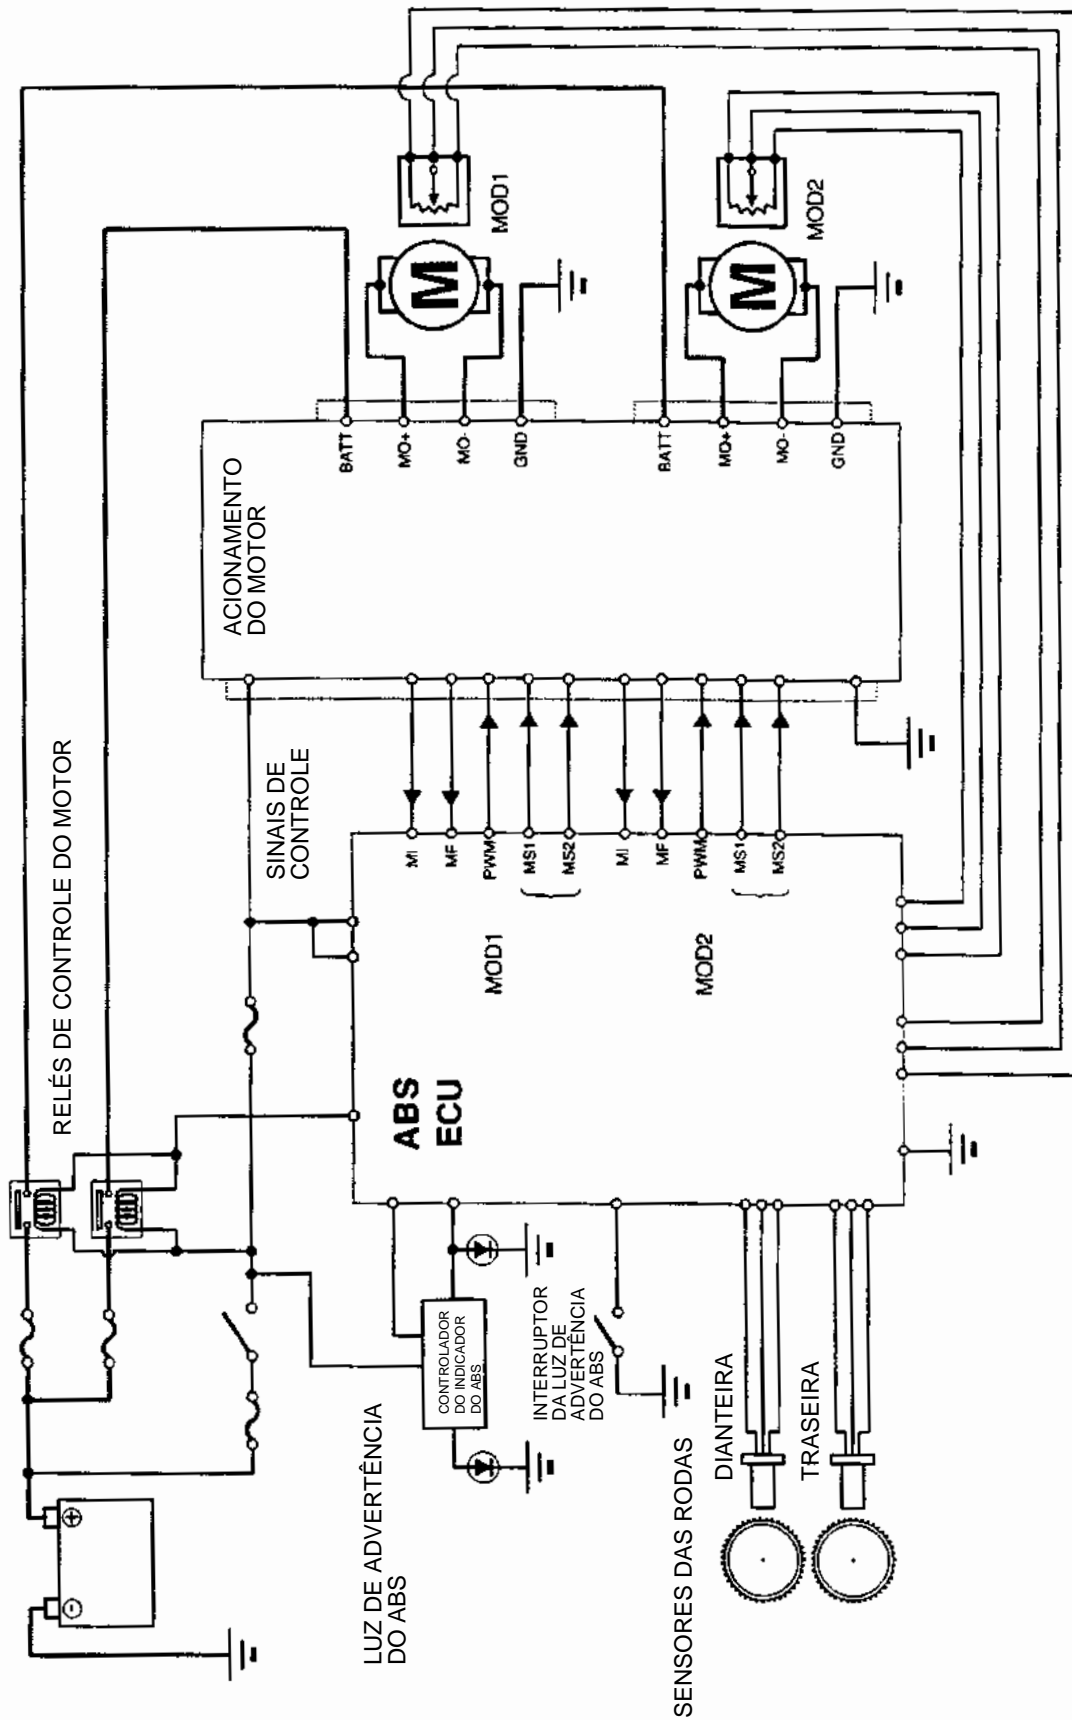 RELÉS DE CONTROLE DO MOTOR
ACIONAMENTO
DO MOTOR
BATT
MO+
MO-
GND
BATT
MO+
MO-
GND
MOD1
M
MOD2
M
SINAIS DE
CONTROLE
MI
MF
PWM
MS1
MS2
MI
MF
PWM
MS1
MS2
MOD1
MOD2
ABS
ECU
LUZ DE ADVERTÊNCIA
DO ABS
CONTROLADOR
DO INDICADOR
DO ABS
INTERRUPTOR
DA LUZ DE
ADVERTÊNCIA
DO ABS
SENSORES DAS RODAS
DIANTEIRA
TRASEIRA